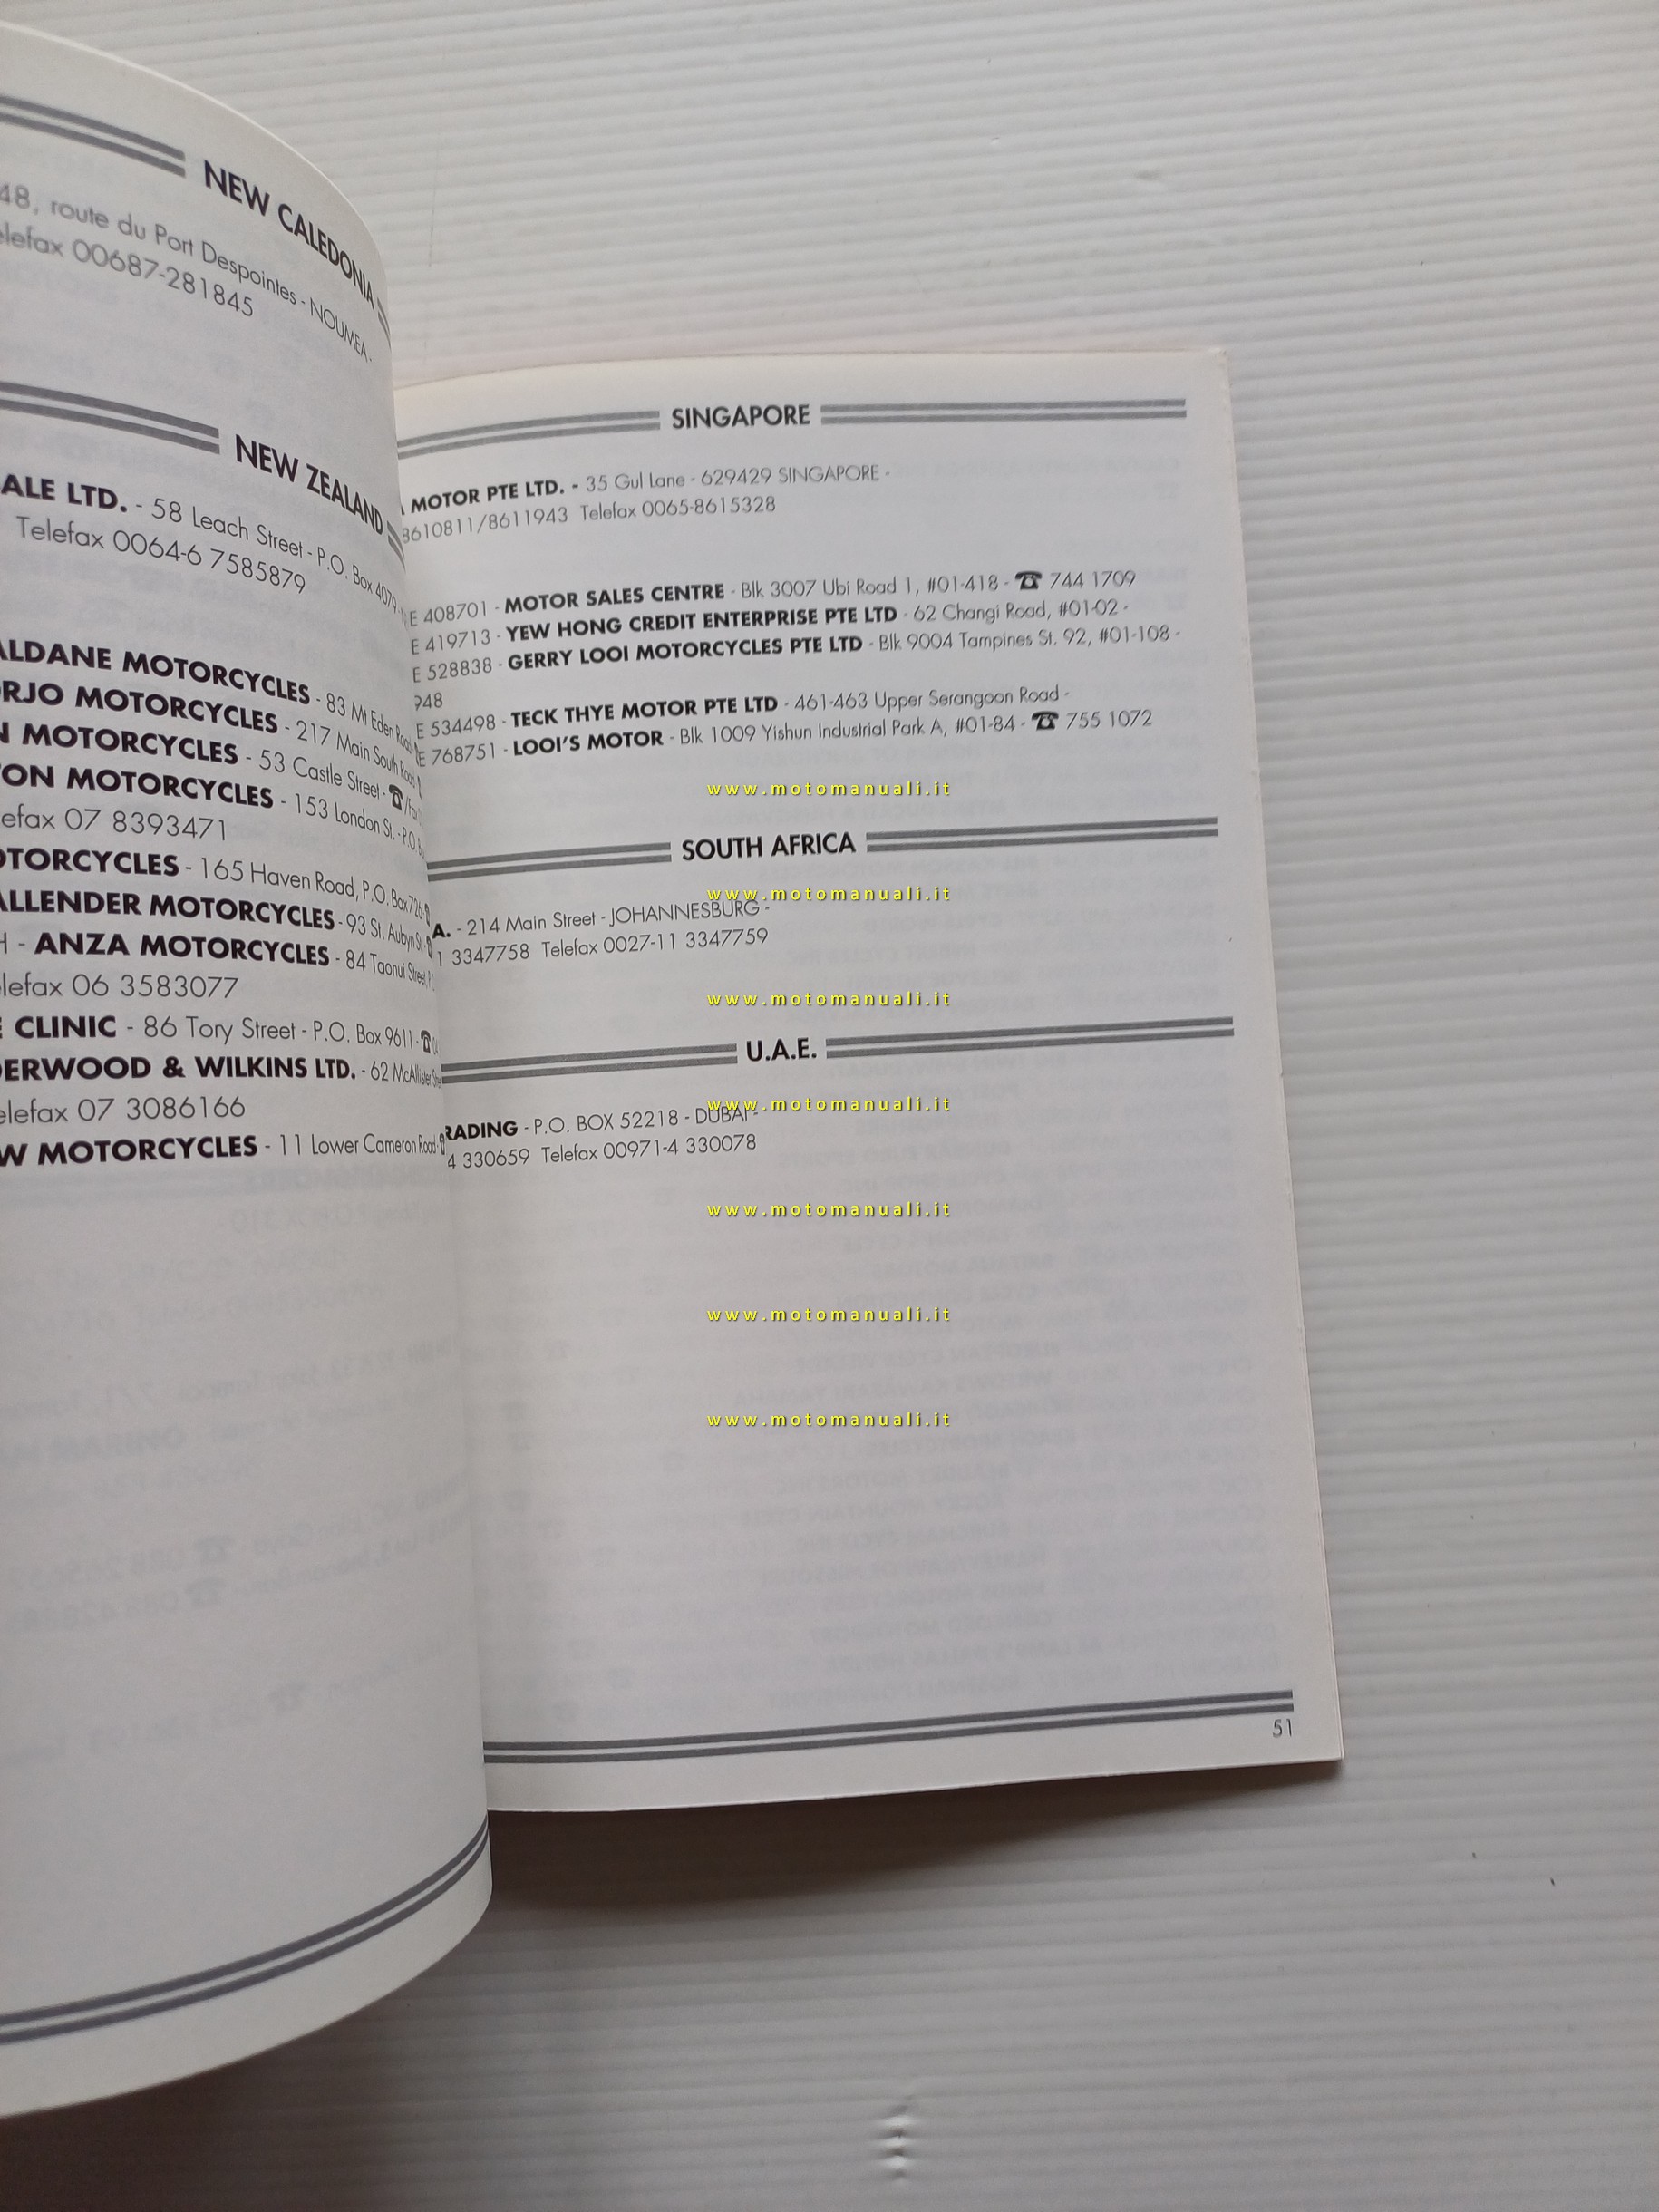 NEW CALEDONIA
48, route du Port Despointes - NOUMEA -
elefax 00687-281845
NEW ZEALAND
ALE LTD. - 58 Leach Street - P.O. Box 4079
Telefax 0064-6 7585879
ALDANE MOTORCYCLES - 83 Mt Eden Road
RJO MOTORCYCLES - 217 Main South Road
N MOTORCYCLES - 53 Castle Street - ☎/fax
TON MOTORCYCLES - 153 London St. - P.O
efax 07 8393471
OTORCYCLES - 165 Haven Road, P.O. Box 726 - ☎
ALLENDER MOTORCYCLES - 93 St. Aubyn St - ☎
H - ANZA MOTORCYCLES - 84 Taonui Street,
elefax 06 3583077
E CLINIC - 86 Tory Street - P.O. Box 9611 - ☎
DERWOOD & WILKINS LTD. - 62 McAllister
elefax 07 3086166
W MOTORCYCLES - 11 Lower Cameron Road - ☎
SINGAPORE
MOTOR PTE LTD. - 35 Gul Lane - 629429 SINGAPORE -
8610811/8611943 Telefax 0065-8615328
E 408701 - MOTOR SALES CENTRE - Blk 3007 Ubi Road 1, #01-418 - ☎ 744 1709
E 419713 - YEW HONG CREDIT ENTERPRISE PTE LTD - 62 Changi Road, #01-02 -
E 528838 - GERRY LOOI MOTORCYCLES PTE LTD - Blk 9004 Tampines St. 92, #01-108 -
948
E 534498 - TECK THYE MOTOR PTE LTD - 461-463 Upper Serangoon Road -
E 768751 - LOOI'S MOTOR - Blk 1009 Yishun Industrial Park A, #01-84 - ☎ 755 1072
www.motomanuali.it
SOUTH AFRICA
www.motomanuali.it
A. - 214 Main Street - JOHANNESBURG -
1 3347758 Telefax 0027-11 3347759
www.motomanuali.it
U.A.E.
www.motomanuali.it
RADING - P.O. BOX 52218 - DUBAI -
4 330659 Telefax 00971-4 330078
www.motomanuali.it
www.motomanuali.it
www.motomanuali.it
51